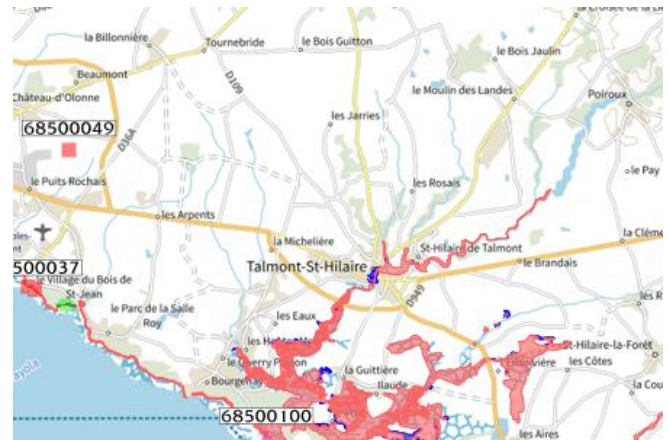 la Billonnière
Tournebride
le Bois Guitton
le Bois Jaulin
Beaumont
D109
Château-d'Olonne
le Moulin des Landes
Poiroux
68500049
D36A
les Jarries
le Puits Rochais
les Rosais
le Pay
les Arpents
la Michelière
St-Hilaire de Talmont
Talmont-St-Hilaire
le Brandais
500037
le Village du Bois de
St-Jean
D949
le Parc de la Salle
Roy
les Eaux
St-Hilaire-la-Forêt
la Guittière
les Côtes
Bourgenay
Ilaude
68500100
les Aires